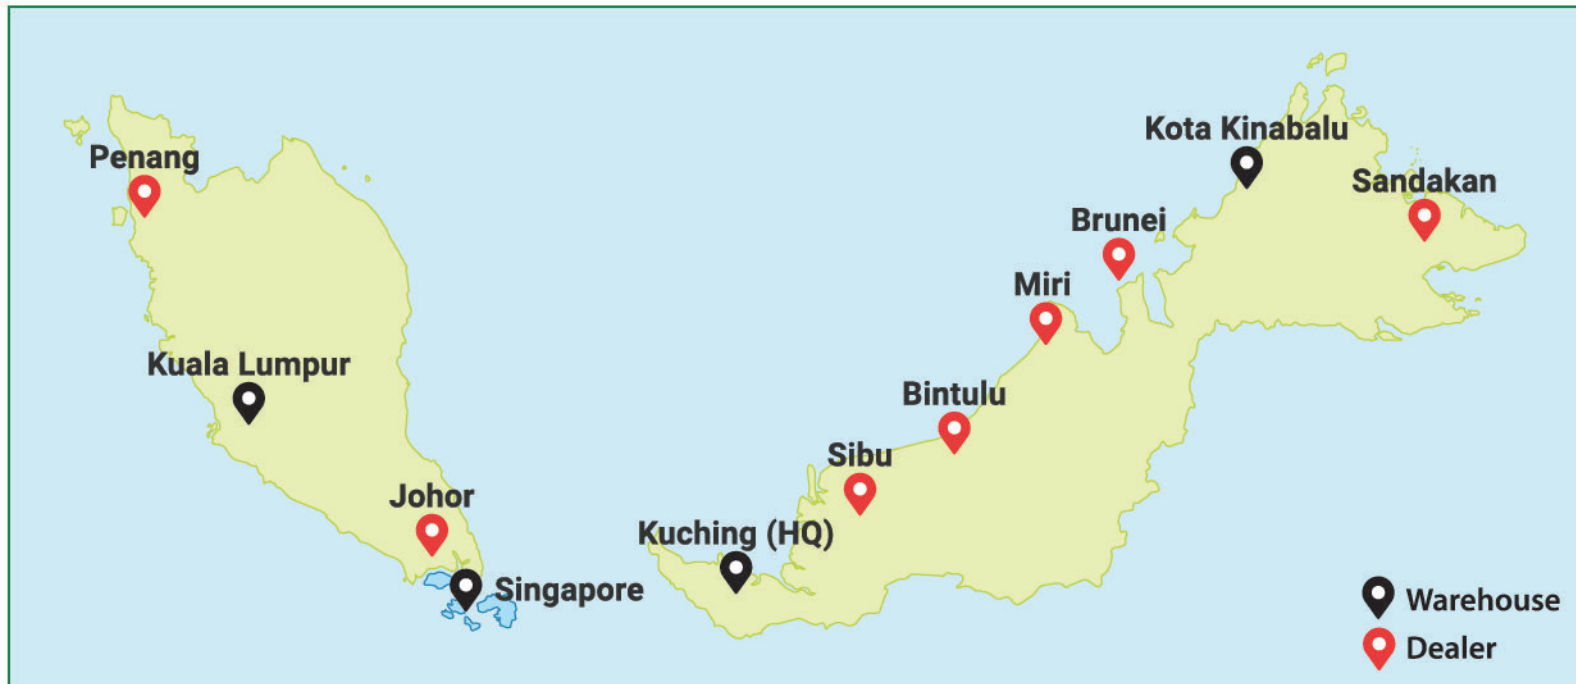 Kota Kinabalu
Penang
Sandakan
Brunei
Miri
Kuala Lumpur
Bintulu
Sibu
Johor
Kuching (HQ)
Singapore
Warehouse
Dealer